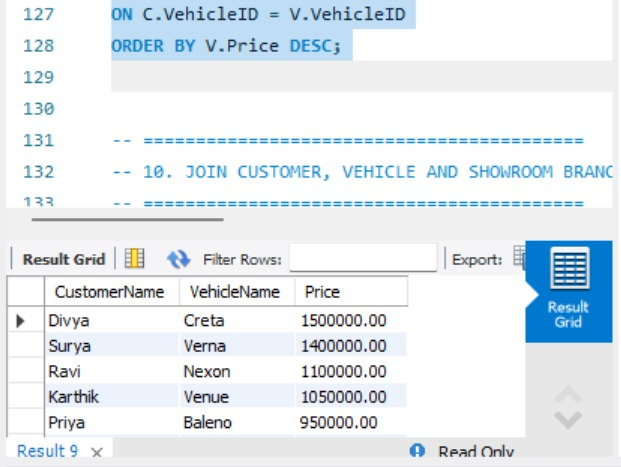 127 ON C.VehicleID = V.VehicleID
128 ORDER BY V.Price DESC;
129
130
131 -- ==========================================
132 -- 10. JOIN CUSTOMER, VEHICLE AND SHOWROOM BRANC
133 -- ==========================================
Result Grid Filter Rows: Export:
CustomerName VehicleName Price
Divya Creta 1500000.00
Surya Verna 1400000.00
Ravi Nexon 1100000.00
Karthik Venue 1050000.00
Priya Baleno 950000.00
Result
Grid
Result 9 × Read Only